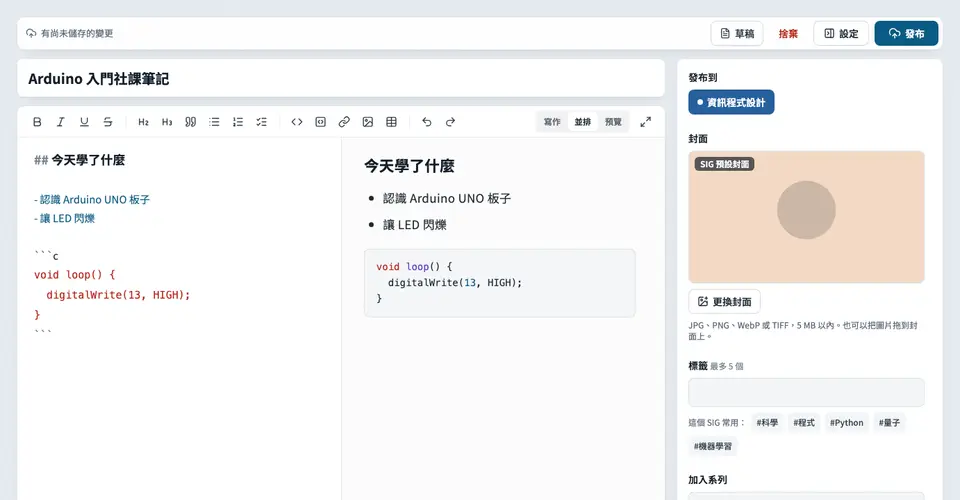 有尚未儲存的變更
草稿
捨棄
設定
發布
Arduino 入門社課筆記
H2
H3
寫作
並排
預覽
## 今天學了什麼
- 認識 Arduino UNO 板子
- 讓 LED 閃爍
```c
void loop() {
  digitalWrite(13, HIGH);
}
```
今天學了什麼
• 認識 Arduino UNO 板子
• 讓 LED 閃爍
void loop() {
  digitalWrite(13, HIGH);
}
發布到
資訊程式設計
封面
SIG 預設封面
更換封面
JPG、PNG、WebP 或 TIFF，5 MB 以內。也可以把圖片拖到封
面上。
標籤 最多 5 個
這個 SIG 常用： #科學 #程式 #Python #量子
#機器學習
加入系列